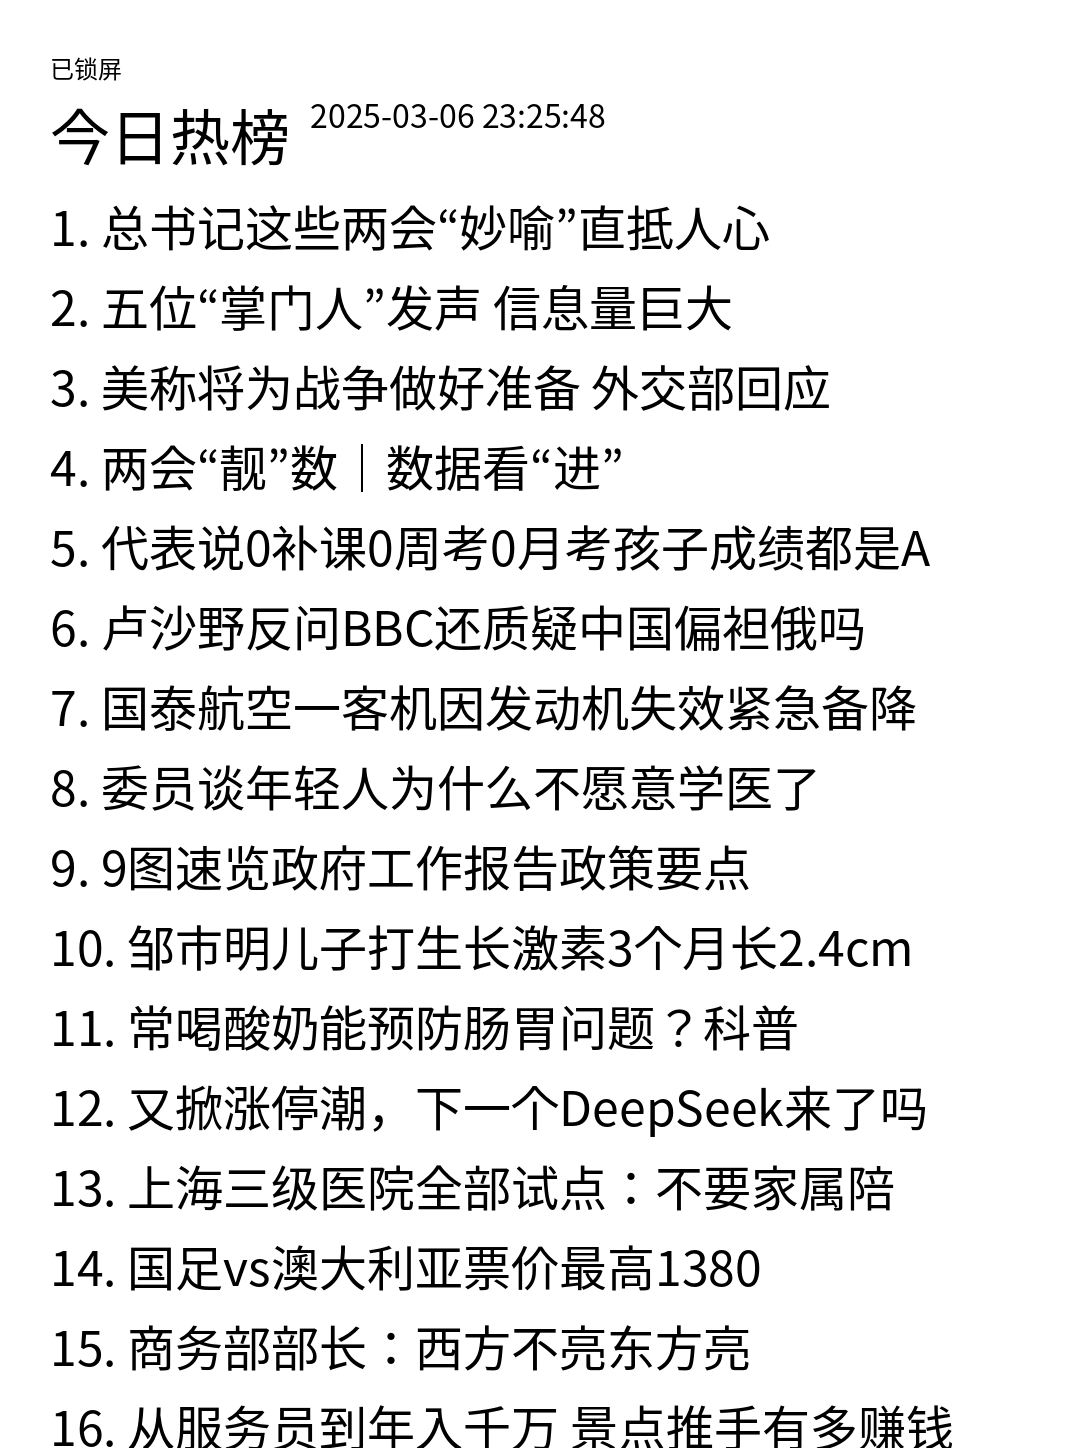 已锁屏
今日热榜 2025-03-06 23:25:48
1. 总书记这些两会“妙喻”直抵人心
2. 五位“掌门人”发声 信息量巨大
3. 美称将为战争做好准备 外交部回应
4. 两会“靓”数｜数据看“进”
5. 代表说0补课0周考0月考孩子成绩都是A
6. 卢沙野反问BBC还质疑中国偏袒俄吗
7. 国泰航空一客机因发动机失效紧急备降
8. 委员谈年轻人为什么不愿意学医了
9. 9图速览政府工作报告政策要点
10. 邹市明儿子打生长激素3个月长2.4cm
11. 常喝酸奶能预防肠胃问题？科普
12. 又掀涨停潮，下一个DeepSeek来了吗
13. 上海三级医院全部试点：不要家属陪
14. 国足vs澳大利亚票价最高1380
15. 商务部部长：西方不亮东方亮
16. 从服务员到年入千万 景点推手有多赚钱